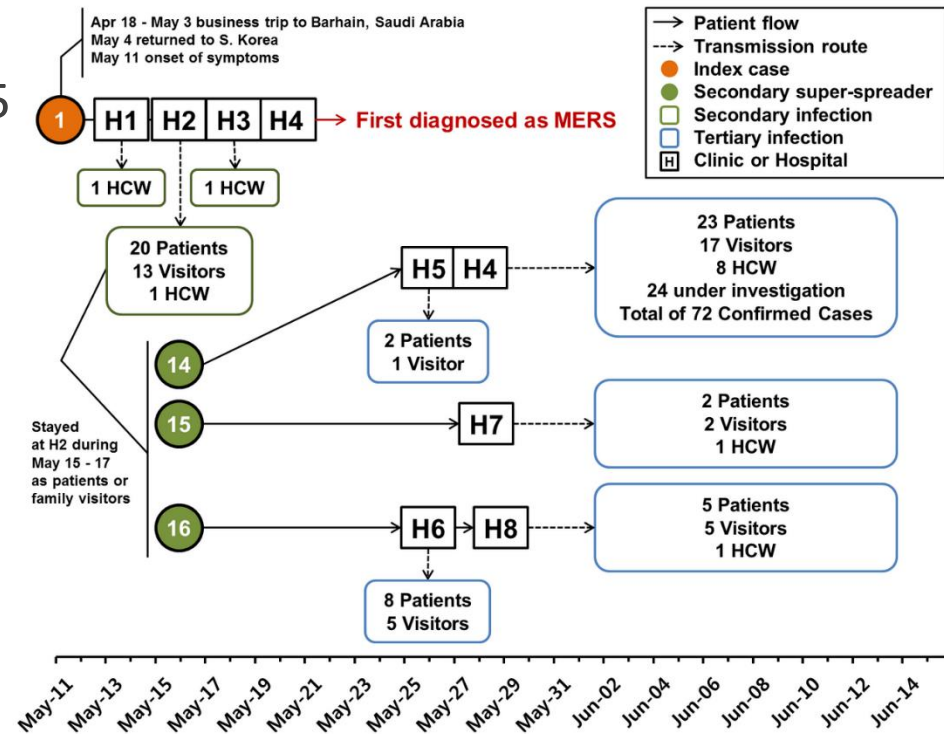 Apr 18 - May 3 business trip to Barhain, Saudi Arabia
May 4 returned to S. Korea
May 11 onset of symptoms
5
1
H1
H2
H3
H4
First diagnosed as MERS
Patient flow
Transmission route
Index case
Secondary super-spreader
Secondary infection
Tertiary infection
H Clinic or Hospital
1 HCW
1 HCW
20 Patients
13 Visitors
1 HCW
H5
H4
23 Patients
17 Visitors
8 HCW
24 under investigation
Total of 72 Confirmed Cases
2 Patients
1 Visitor
14
15
H7
2 Patients
2 Visitors
1 HCW
Stayed
at H2 during
May 15 - 17
as patients or
family visitors
16
H6
H8
5 Patients
5 Visitors
1 HCW
8 Patients
5 Visitors
May-11
May-13
May-15
May-17
May-19
May-21
May-23
May-25
May-27
May-29
May-31
Jun-02
Jun-04
Jun-06
Jun-08
Jun-10
Jun-12
Jun-14